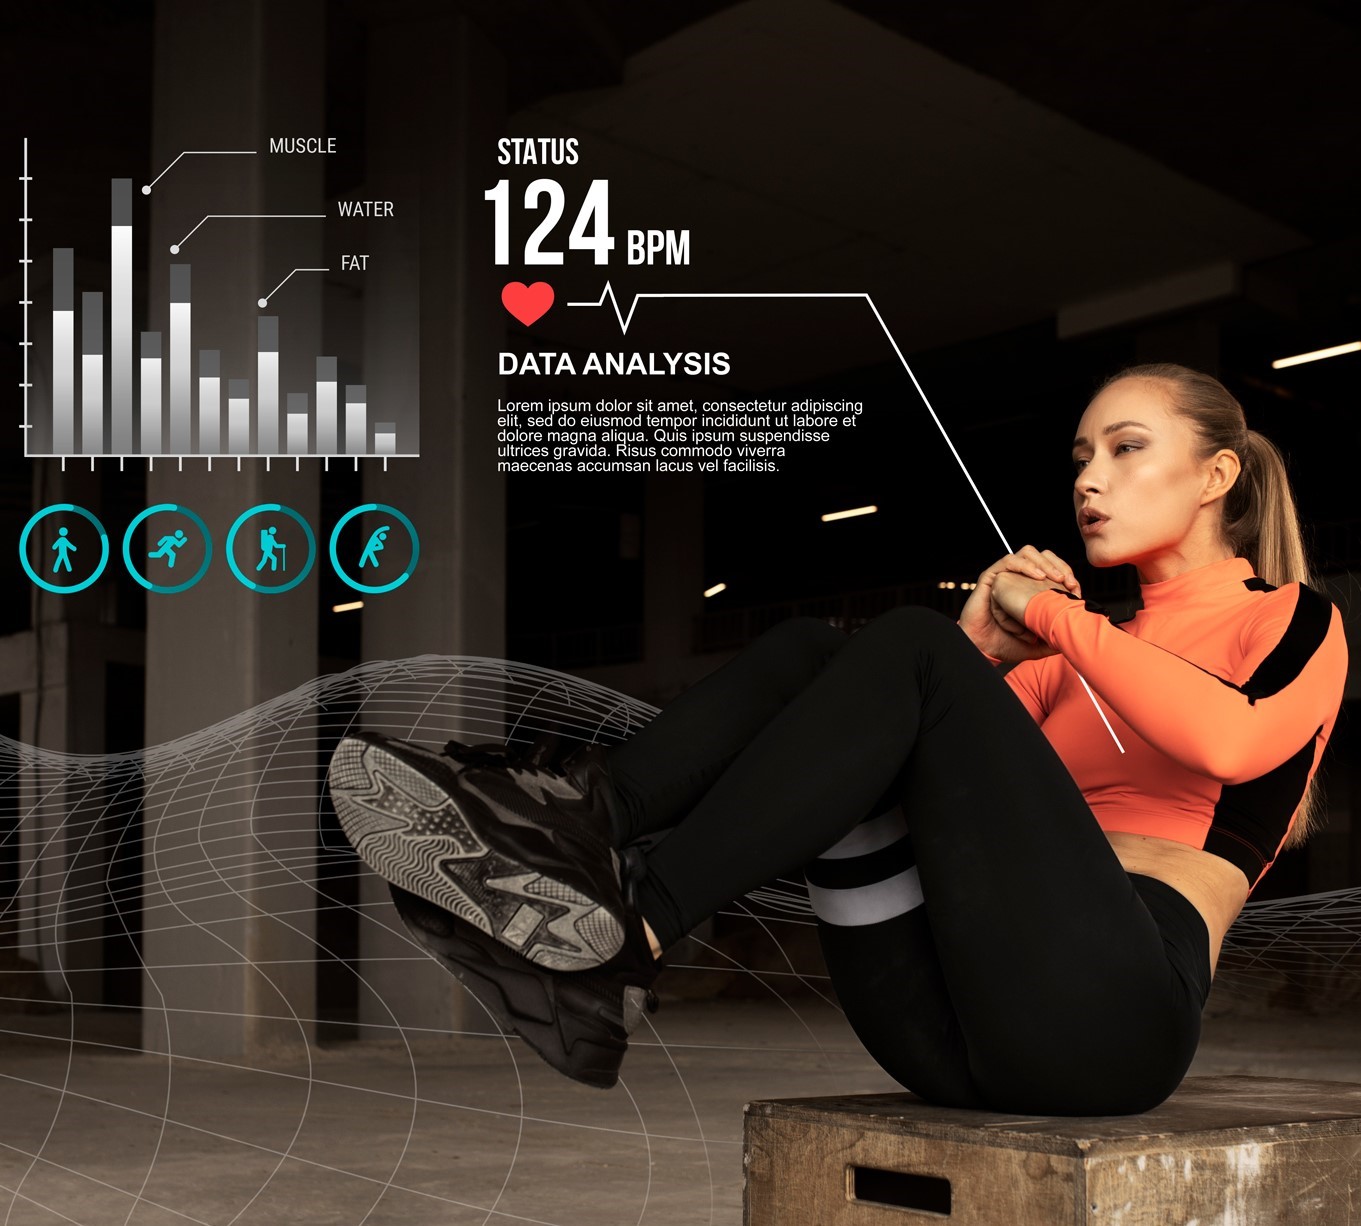 MUSCLE
WATER
FAT
STATUS
124 BPM
DATA ANALYSIS
Lorem ipsum dolor sit amet, consectetur adipiscing
elit, sed do eiusmod tempor incididunt ut labore et
dolore magna aliqua. Quis ipsum suspendisse
ultrices gravida. Risus commodo viverra
maecenas accumsan lacus vel facilisis.